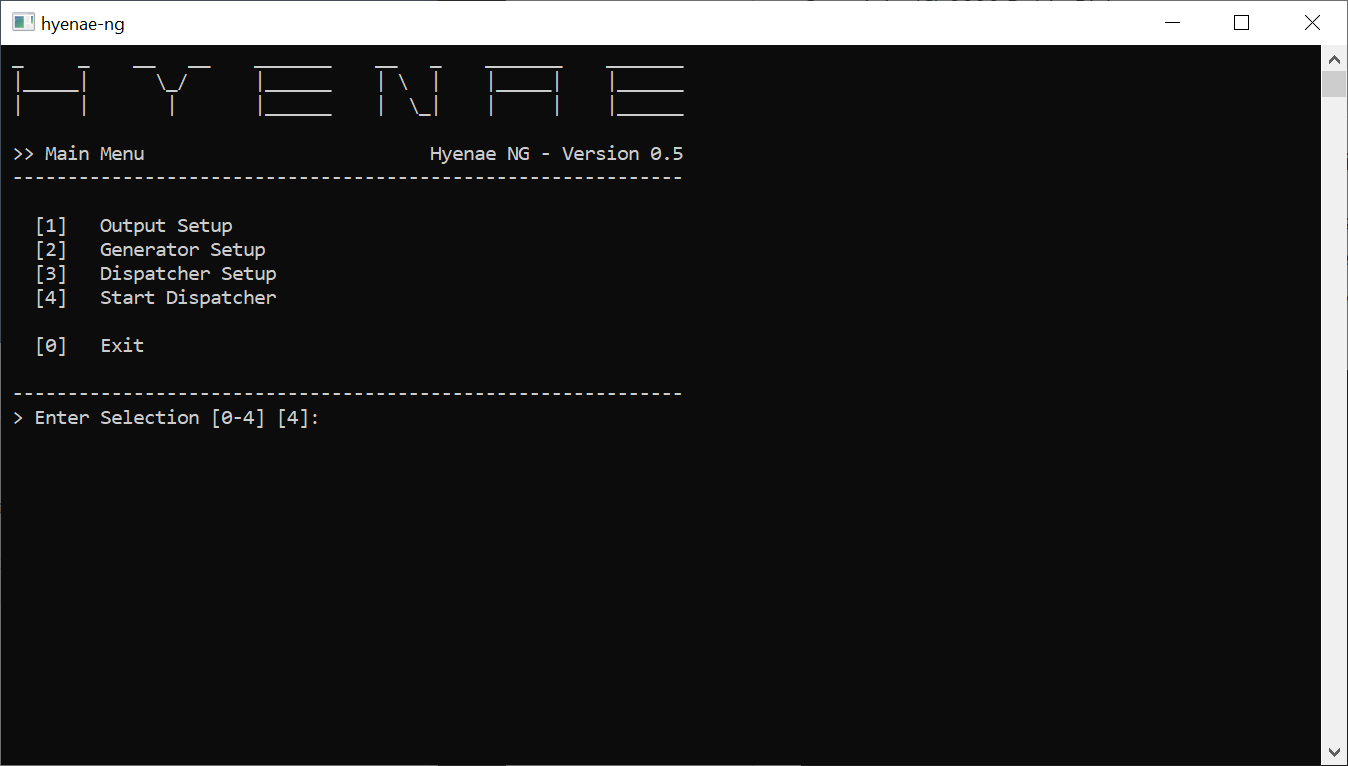 hyenae-ng
HYENAE
>> Main Menu Hyenae NG - Version 0.5
-------------------------------------------------------------
[1] Output Setup
[2] Generator Setup
[3] Dispatcher Setup
[4] Start Dispatcher
[0] Exit
-------------------------------------------------------------
> Enter Selection [0-4] [4]: